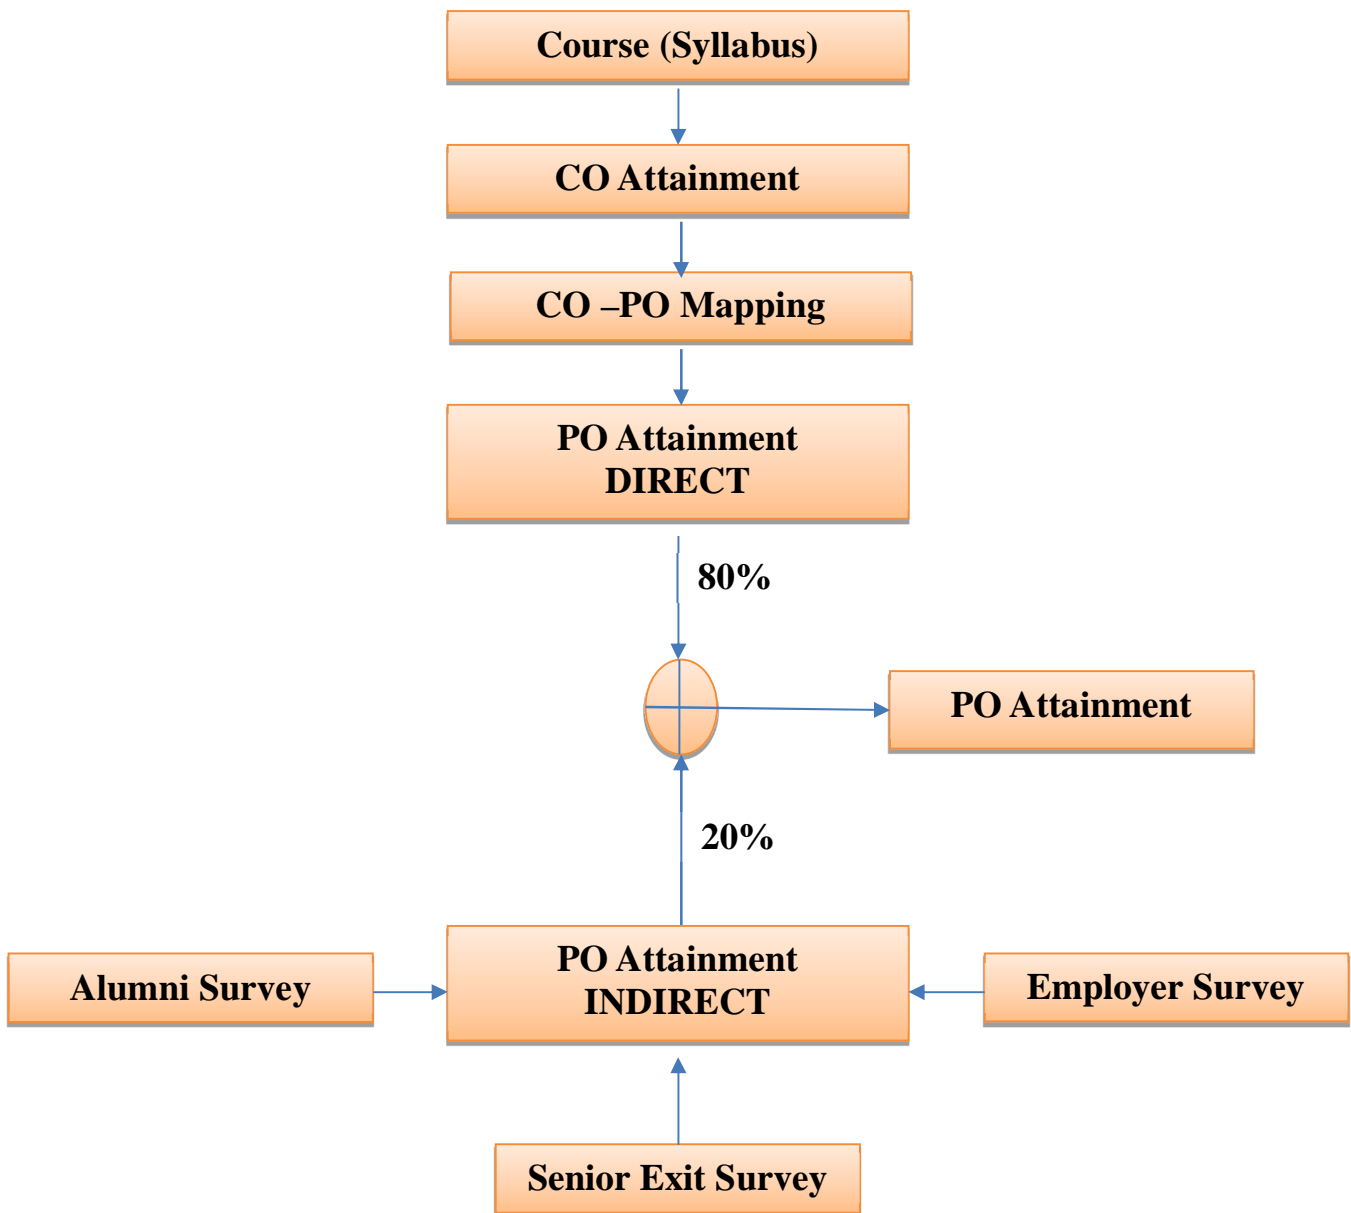 Course (Syllabus)
CO Attainment
CO –PO Mapping
PO Attainment
DIRECT
80%
PO Attainment
20%
PO Attainment
INDIRECT
Alumni Survey
Employer Survey
Senior Exit Survey